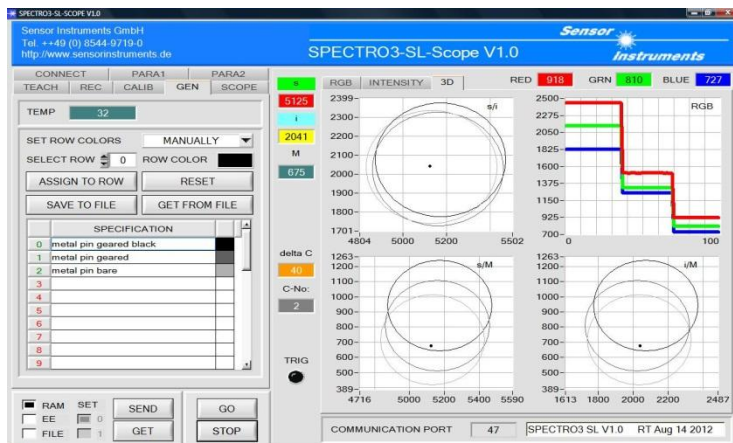 SPECTRO3-SL-SCOPE V1.0
Sensor Instruments GmbH
Tel. ++49 (0) 8544-9719-0
http://www.sensorinstruments.de
SPECTRO3-SL-Scope V1.0
Sensor
Instruments
CONNECT PARA1 PARA2
TEACH REC CALIB GEN SCOPE
TEMP 32
SET ROW COLORS MANUALLY
SELECT ROW 0 ROW COLOR
ASSIGN TO ROW RESET
SAVE TO FILE GET FROM FILE
SPECIFICATION
0 metal pin geared black
1 metal pin geared
2 metal pin bare
3
4
5
6
7
8
9
RAM SET SEND GO
EE 0
FILE 1 GET STOP
s
5125
i
2041
M
675
delta C
40
C-No:
2
TRIG
RGB INTENSITY 3D RED 918 GRN 810 BLUE 727
s/i
2399
2300
2200
2100
2000
1900
1800
1701
4804 5000 5200 5502
RGB
2500
2275
2050
1825
1600
1375
1150
925
700
0 100
s/M
1263
1200
1100
1000
900
800
700
600
500
389
4716 5000 5200 5400 5590
i/M
1263
1200
1100
1000
900
800
700
600
500
389
1613 1800 2000 2200 2487
COMMUNICATION PORT 47 SPECTRO3 SL V1.0 RT Aug 14 2012